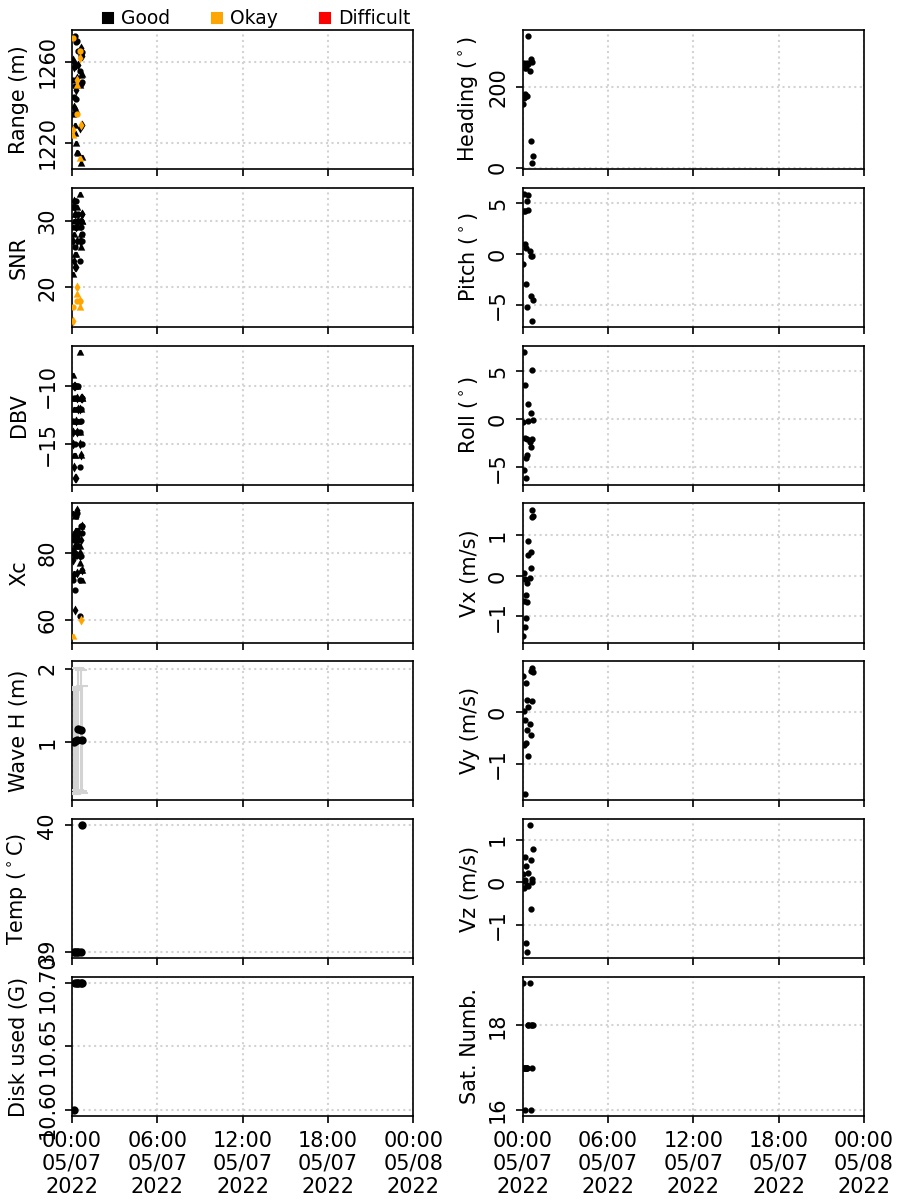 Good Okay Difficult
Range (m)
1260
1220
Heading (°)
200
0
SNR
30
20
Pitch (°)
5
0
−5
DBV
−10
−15
Roll (°)
5
0
−5
Xc
80
60
Vx (m/s)
1
0
−1
Wave H (m)
2
1
Vy (m/s)
0
−1
Temp (°C)
40
39
Vz (m/s)
1
0
−1
Disk used (G)
10.70
10.65
10.60
Sat. Numb.
18
16
00:00 06:00 12:00 18:00 00:00 00:00 06:00 12:00 18:00 00:00
05/07 05/07 05/07 05/07 05/08 05/07 05/07 05/07 05/07 05/08
2022 2022 2022 2022 2022 2022 2022 2022 2022 2022